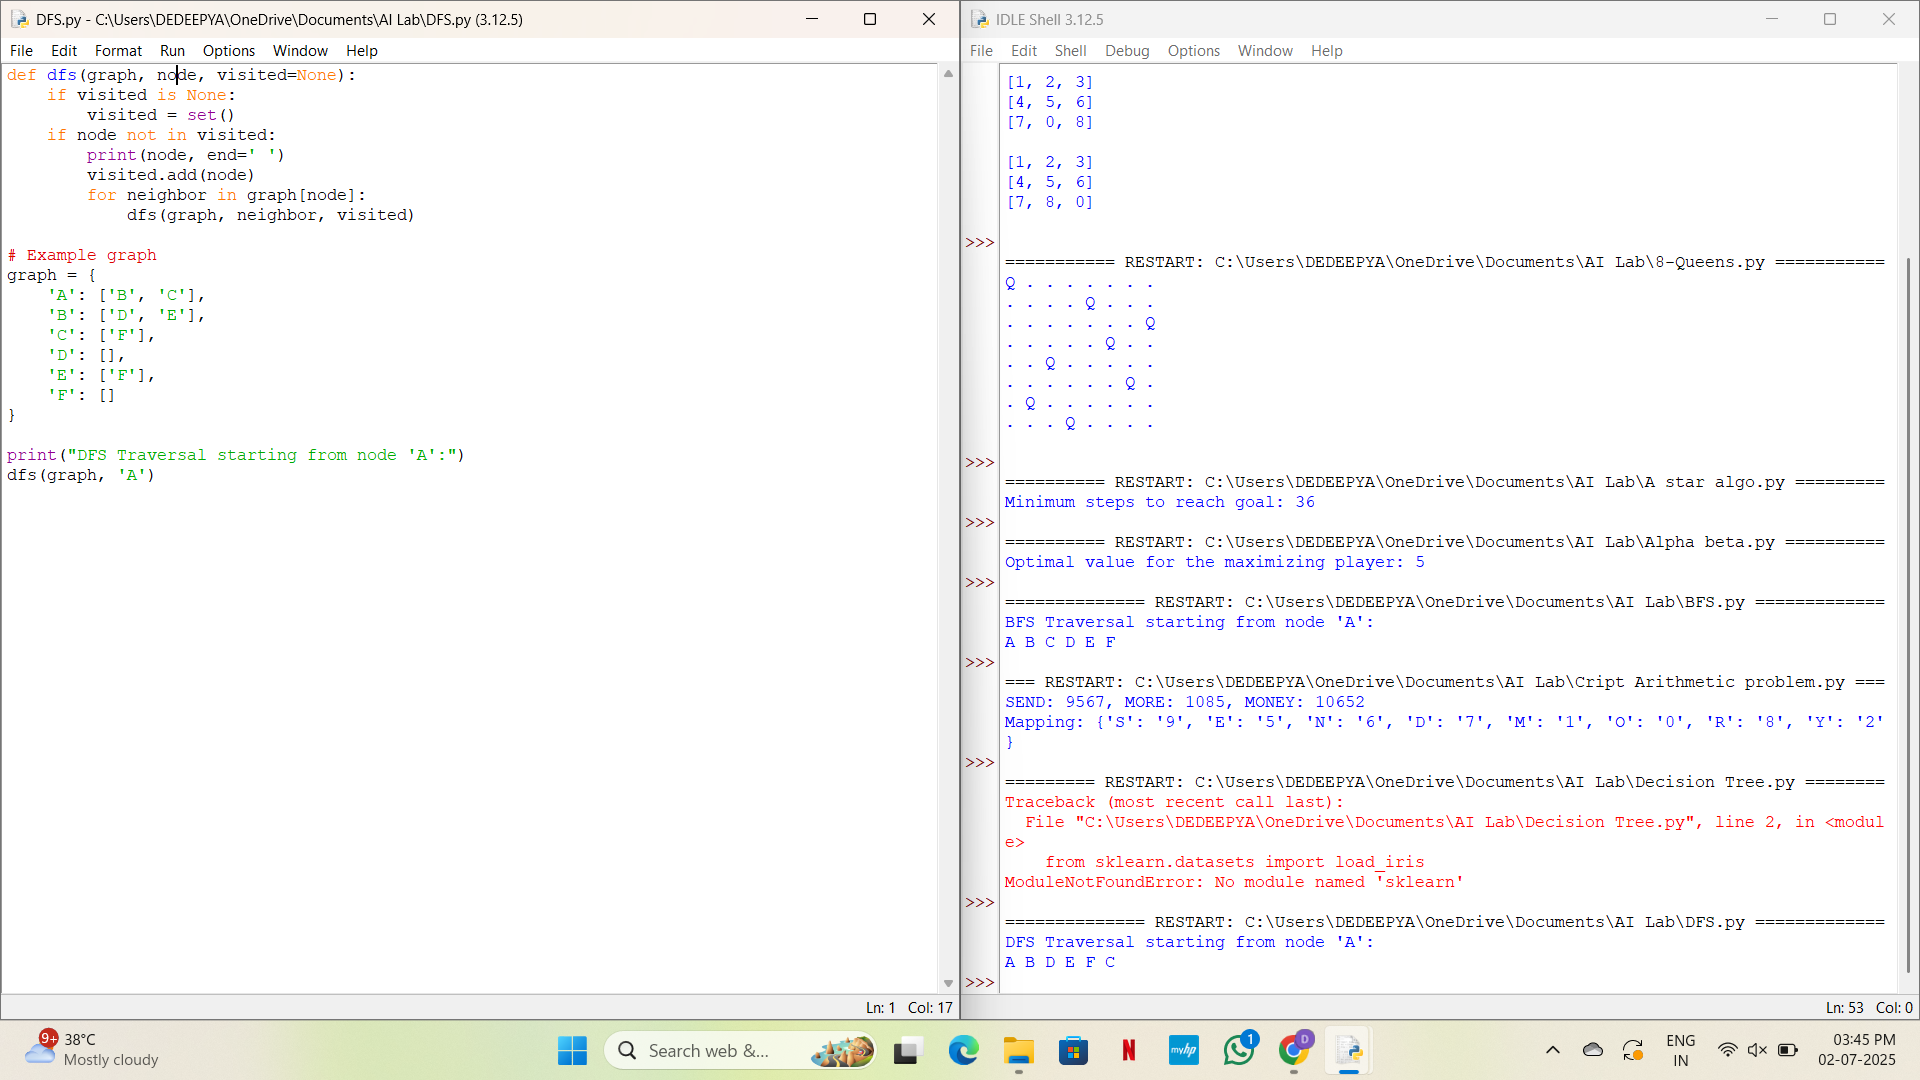 DFS.py - C:\Users\DEDEEPYA\OneDrive\Documents\AI Lab\DFS.py (3.12.5)
File Edit Format Run Options Window Help
def dfs(graph, node, visited=None):
    if visited is None:
        visited = set()
    if node not in visited:
        print(node, end=' ')
        visited.add(node)
        for neighbor in graph[node]:
            dfs(graph, neighbor, visited)
# Example graph
graph = {
    'A': ['B', 'C'],
    'B': ['D', 'E'],
    'C': ['F'],
    'D': [],
    'E': ['F'],
    'F': []
}
print("DFS Traversal starting from node 'A':")
dfs(graph, 'A')
Ln: 1 Col: 17
IDLE Shell 3.12.5
File Edit Shell Debug Options Window Help
[1, 2, 3]
[4, 5, 6]
[7, 0, 8]
[1, 2, 3]
[4, 5, 6]
[7, 8, 0]
>>>
=========== RESTART: C:\Users\DEDEEPYA\OneDrive\Documents\AI Lab\8-Queens.py ===========
Q . . . . . . .
. . . . Q . . .
. . . . . . . Q
. . . . . Q . .
. . Q . . . . .
. . . . . . Q .
. Q . . . . . .
. . . Q . . . .
>>>
========== RESTART: C:\Users\DEDEEPYA\OneDrive\Documents\AI Lab\A star algo.py =========
Minimum steps to reach goal: 36
>>>
========== RESTART: C:\Users\DEDEEPYA\OneDrive\Documents\AI Lab\Alpha beta.py ==========
Optimal value for the maximizing player: 5
>>>
============== RESTART: C:\Users\DEDEEPYA\OneDrive\Documents\AI Lab\BFS.py =============
BFS Traversal starting from node 'A':
A B C D E F
>>>
=== RESTART: C:\Users\DEDEEPYA\OneDrive\Documents\AI Lab\Cript Arithmetic problem.py ===
SEND: 9567, MORE: 1085, MONEY: 10652
Mapping: {'S': '9', 'E': '5', 'N': '6', 'D': '7', 'M': '1', 'O': '0', 'R': '8', 'Y': '2'
}
>>>
========= RESTART: C:\Users\DEDEEPYA\OneDrive\Documents\AI Lab\Decision Tree.py ========
Traceback (most recent call last):
  File "C:\Users\DEDEEPYA\OneDrive\Documents\AI Lab\Decision Tree.py", line 2, in <modul
e>
    from sklearn.datasets import load_iris
ModuleNotFoundError: No module named 'sklearn'
>>>
============== RESTART: C:\Users\DEDEEPYA\OneDrive\Documents\AI Lab\DFS.py =============
DFS Traversal starting from node 'A':
A B D E F C
>>>
Ln: 53 Col: 0
9+
38°C
Mostly cloudy
Search web &...
N
myhp
1
D
ENG
IN
03:45 PM
02-07-2025